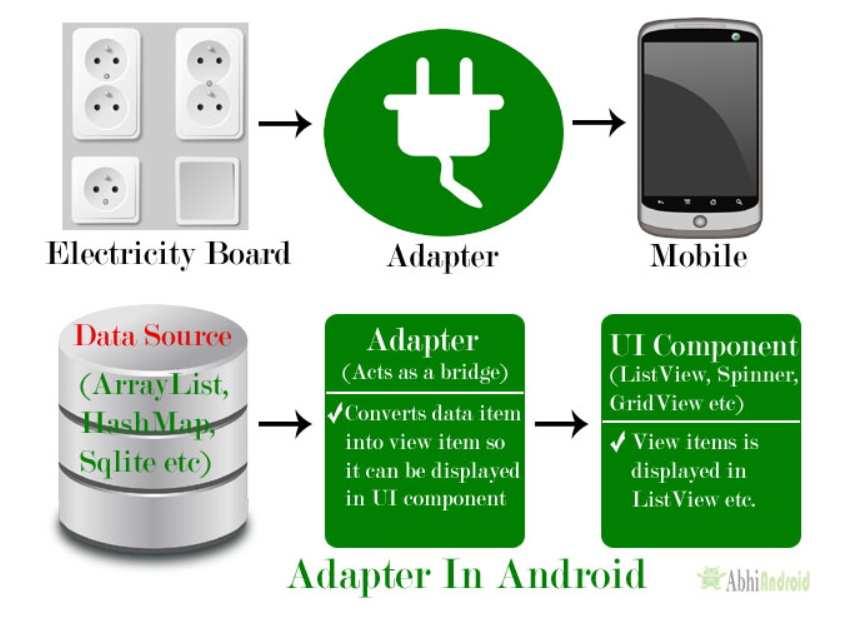 Electricity Board
Adapter
Mobile
Data Source
(ArrayList,
HashMap,
Sqlite etc)
Adapter
(Acts as a bridge)
Converts data item
into view item so
it can be displayed
in UI component
UI Component
(ListView, Spinner,
GridView etc)
View items is
displayed in
ListView etc.
Adapter In Android
AbhiAndroid